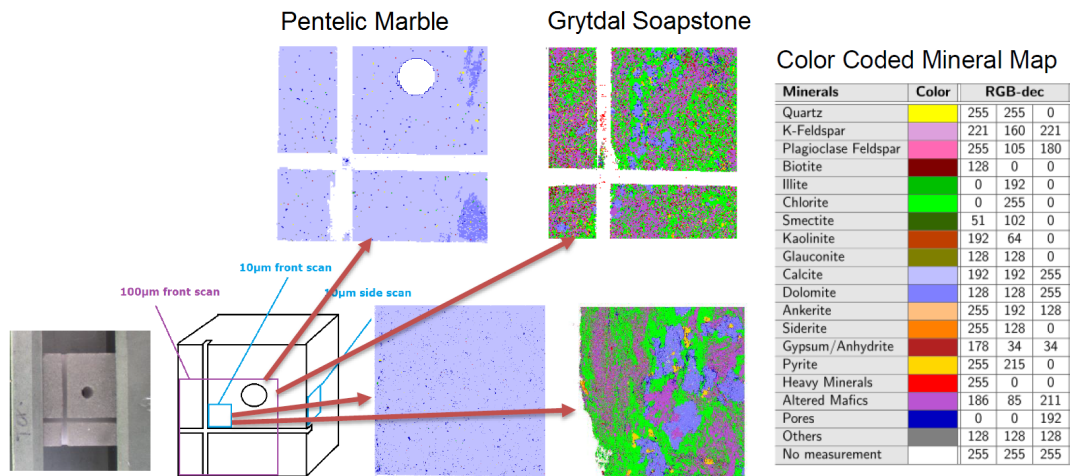 Pentelic Marble
Grytdal Soapstone
Color Coded Mineral Map
Minerals Color RGB-dec
Quartz 255 255 0
K-Feldspar 221 160 221
Plagioclase Feldspar 255 105 180
Biotite 128 0 0
Illite 0 192 0
Chlorite 0 255 0
Smectite 51 102 0
Kaolinite 192 64 0
Glauconite 128 128 0
Calcite 192 192 255
Dolomite 128 128 255
Ankerite 255 192 128
Siderite 255 128 0
Gypsum/Anhydrite 178 34 34
Pyrite 255 215 0
Heavy Minerals 255 0 0
Altered Mafics 186 85 211
Pores 0 0 192
Others 128 128 128
No measurement 255 255 255
10µm front scan
100µm front scan
10µm side scan